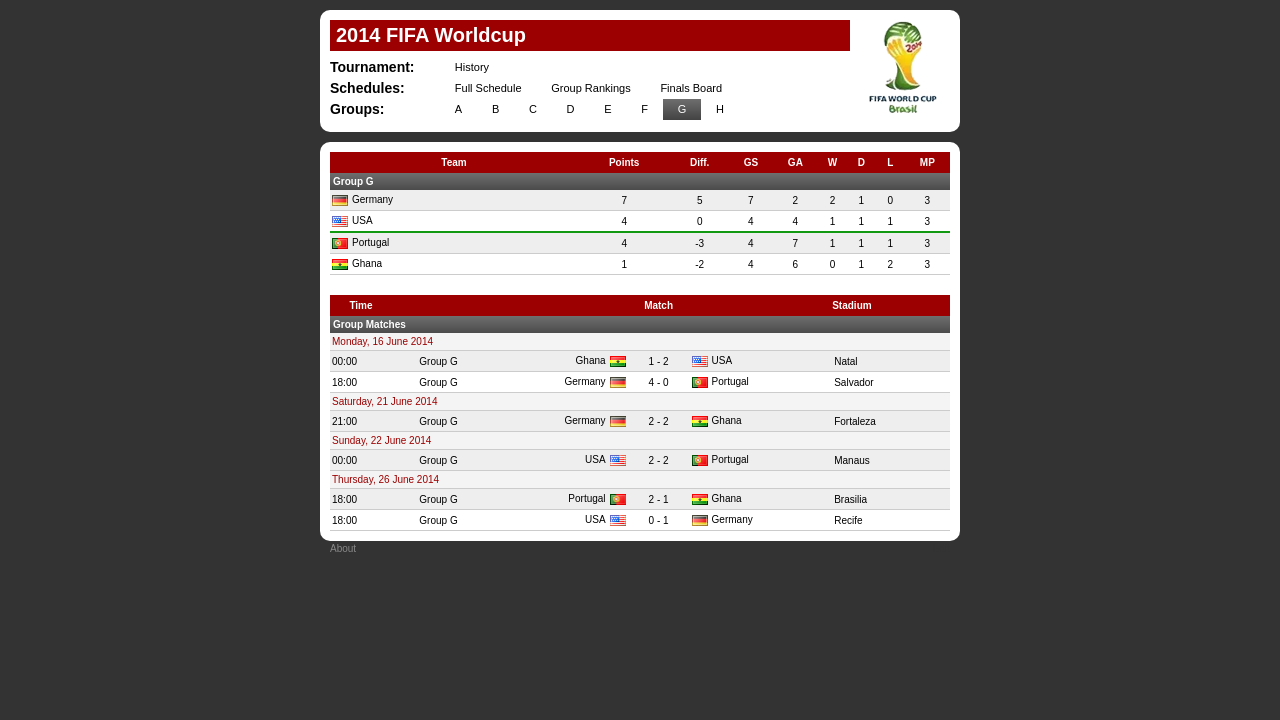 2014 FIFA Worldcup
Tournament: History
Schedules: Full Schedule Group Rankings Finals Board
Groups: A B C D E F G H
2014
FIFA WORLD CUP
Brasil
Team Points Diff. GS GA W D L MP
Group G
Germany 7 5 7 2 2 1 0 3
USA 4 0 4 4 1 1 1 3
Portugal 4 -3 4 7 1 1 1 3
Ghana 1 -2 4 6 0 1 2 3
Time Match Stadium
Group Matches
Monday, 16 June 2014
00:00 Group G Ghana 1 - 2 USA Natal
18:00 Group G Germany 4 - 0 Portugal Salvador
Saturday, 21 June 2014
21:00 Group G Germany 2 - 2 Ghana Fortaleza
Sunday, 22 June 2014
00:00 Group G USA 2 - 2 Portugal Manaus
Thursday, 26 June 2014
18:00 Group G Portugal 2 - 1 Ghana Brasilia
18:00 Group G USA 0 - 1 Germany Recife
About